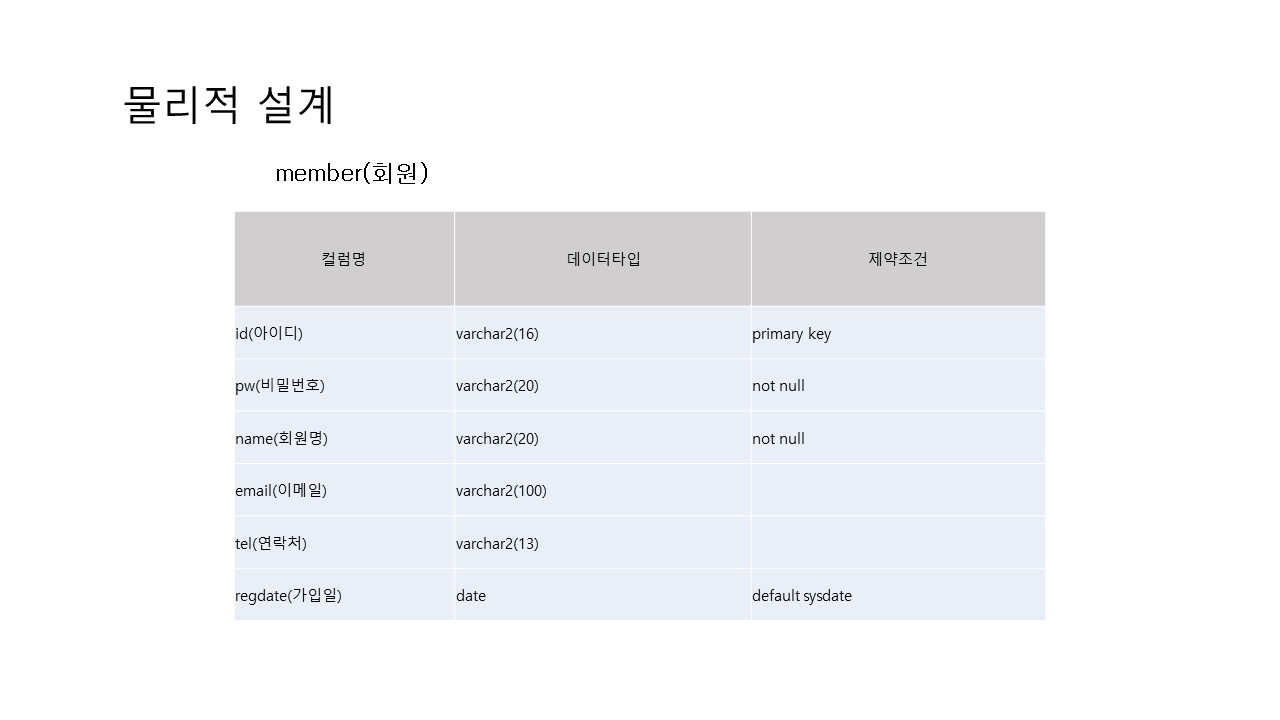 물리적 설계
member(회원)
컬럼명 데이터타입 제약조건
id(아이디) varchar2(16) primary key
pw(비밀번호) varchar2(20) not null
name(회원명) varchar2(20) not null
email(이메일) varchar2(100)
tel(연락처) varchar2(13)
regdate(가입일) date default sysdate